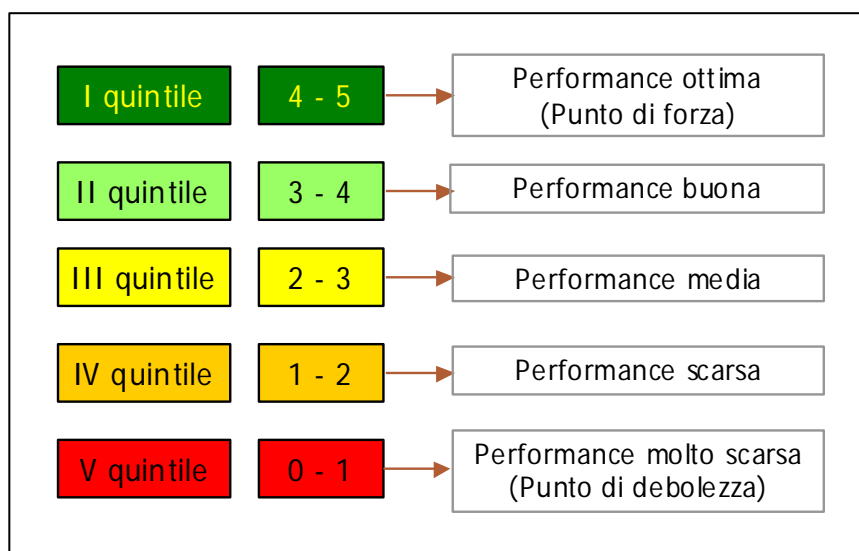 I quintile 4 - 5 Performance ottima
(Punto di forza)
II quintile 3 - 4 Performance buona
III quintile 2 - 3 Performance media
IV quintile 1 - 2 Performance scarsa
V quintile 0 - 1 Performance molto scarsa
(Punto di debolezza)